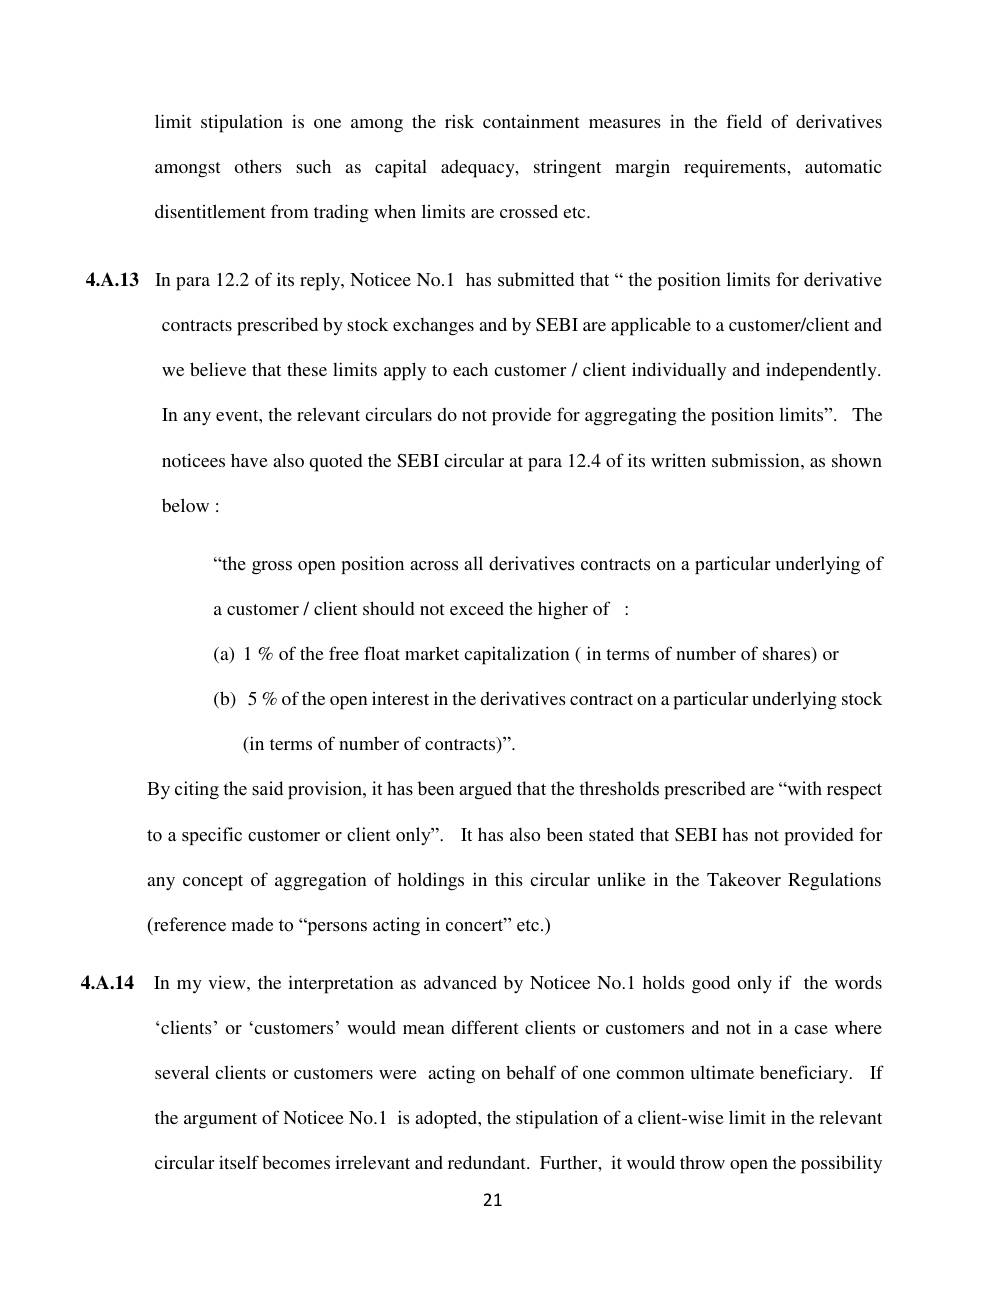 limit stipulation is one among the risk containment measures in the field of derivatives
amongst others such as capital adequacy, stringent margin requirements, automatic
disentitlement from trading when limits are crossed etc.
4.A.13 In para 12.2 of its reply, Noticee No.1 has submitted that “ the position limits for derivative
contracts prescribed by stock exchanges and by SEBI are applicable to a customer/client and
we believe that these limits apply to each customer / client individually and independently.
In any event, the relevant circulars do not provide for aggregating the position limits”. The
noticees have also quoted the SEBI circular at para 12.4 of its written submission, as shown
below :
“the gross open position across all derivatives contracts on a particular underlying of
a customer / client should not exceed the higher of :
(a) 1 % of the free float market capitalization ( in terms of number of shares) or
(b) 5 % of the open interest in the derivatives contract on a particular underlying stock
(in terms of number of contracts)”.
By citing the said provision, it has been argued that the thresholds prescribed are “with respect
to a specific customer or client only”. It has also been stated that SEBI has not provided for
any concept of aggregation of holdings in this circular unlike in the Takeover Regulations
(reference made to “persons acting in concert” etc.)
4.A.14 In my view, the interpretation as advanced by Noticee No.1 holds good only if the words
‘clients’ or ‘customers’ would mean different clients or customers and not in a case where
several clients or customers were acting on behalf of one common ultimate beneficiary. If
the argument of Noticee No.1 is adopted, the stipulation of a client-wise limit in the relevant
circular itself becomes irrelevant and redundant. Further, it would throw open the possibility
21